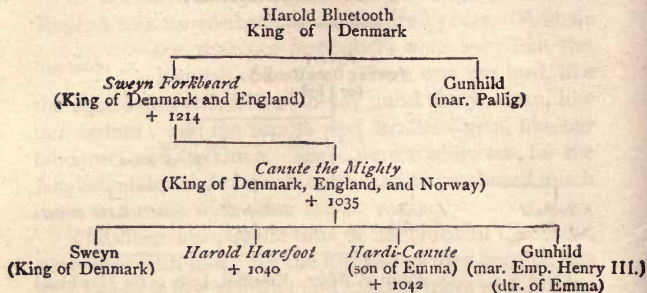 Harold Bluetooth
King of Denmark
Sweyn Forkbeard
(King of Denmark and England)
+ 1214
Gunhild
(mar. Pallig)
Canute the Mighty
(King of Denmark, England, and Norway)
+ 1035
Sweyn
(King of Denmark)
Harold Harefoot
+ 1040
Hardi-Canute
(son of Emma)
+ 1042
Gunhild
(mar. Emp. Henry III.)
(dtr. of Emma)